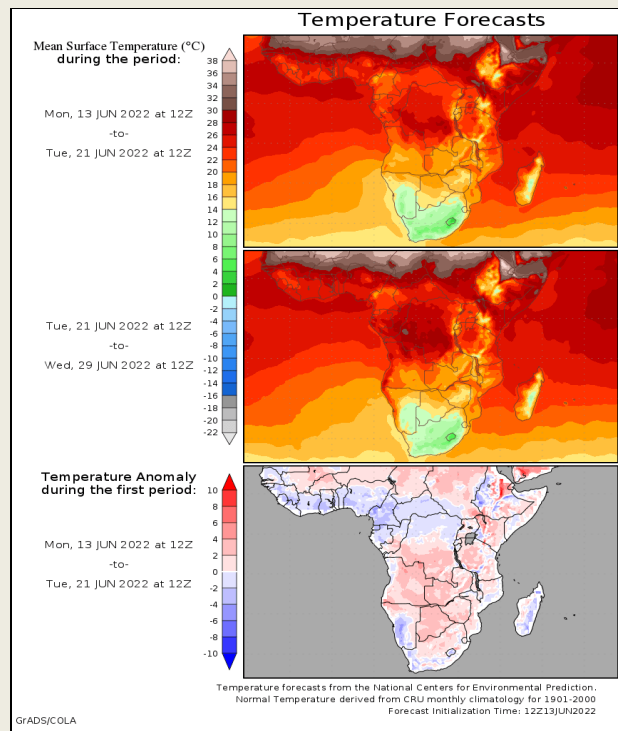 Temperature Forecasts
Mean Surface Temperature (°C)
during the period:
Mon, 13 JUN 2022 at 12Z
-to-
Tue, 21 JUN 2022 at 12Z
38
36
34
32
30
28
26
24
22
20
18
16
14
12
10
8
6
4
2
0
-2
-4
-6
-8
-10
-12
-14
-16
-18
-20
-22
Tue, 21 JUN 2022 at 12Z
-to-
Wed, 29 JUN 2022 at 12Z
Temperature Anomaly
during the first period:
Mon, 13 JUN 2022 at 12Z
-to-
Tue, 21 JUN 2022 at 12Z
10
8
6
4
2
0
-2
-4
-6
-8
-10
Temperature forecasts from the National Centers for Environmental Prediction.
Normal Temperature derived from CRU monthly climatology for 1901-2000
Forecast Initialization Time: 12Z13JUN2022
GrADS/COLA